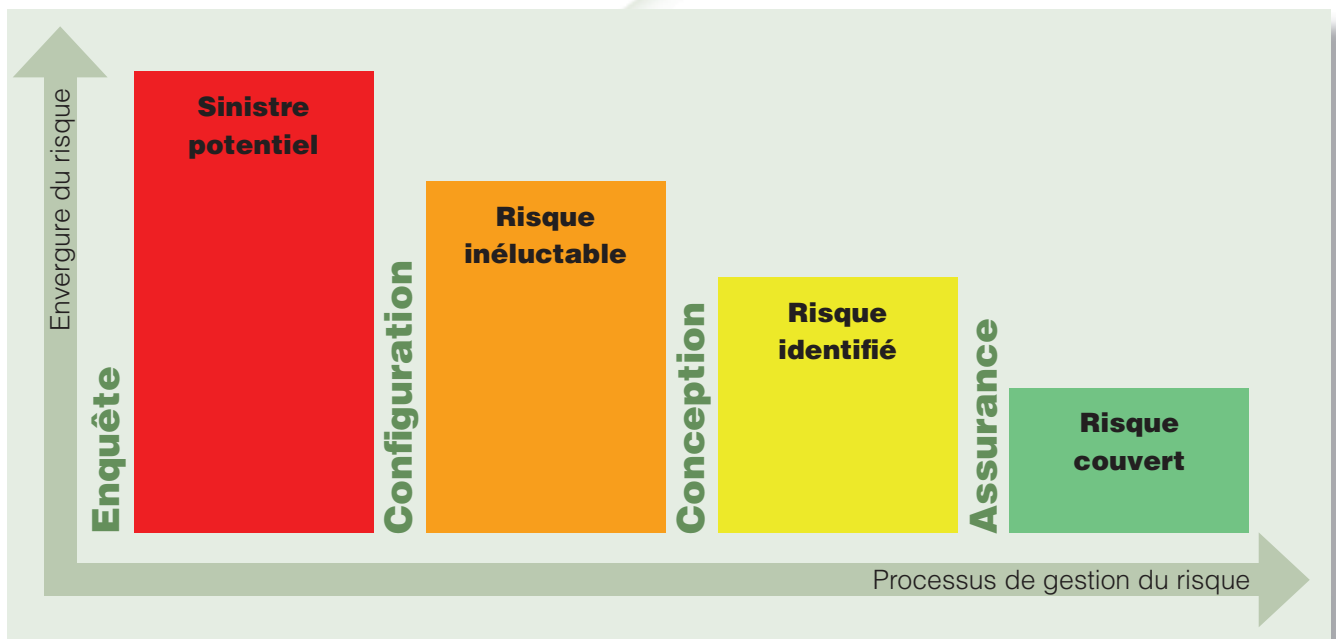 Envergure du risque
Enquête
Sinistre
potentiel
Configuration
Risque
inéluctable
Conception
Risque
identifié
Assurance
Risque
couvert
Processus de gestion du risque